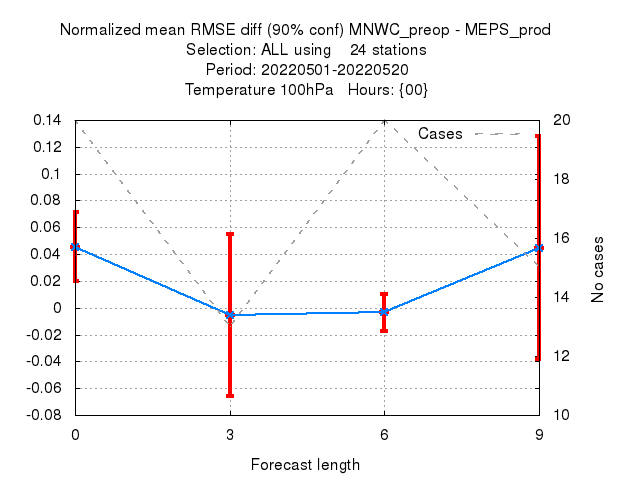 Normalized mean RMSE diff (90% conf) MNWC_preop - MEPS_prod
Selection: ALL using    24 stations
Period: 20220501-20220520
Temperature 100hPa   Hours: {00}
0.14
0.12
0.1
0.08
0.06
0.04
0.02
0
-0.02
-0.04
-0.06
-0.08
Cases
20
18
16
14
12
10
No cases
0 3 6 9
Forecast length